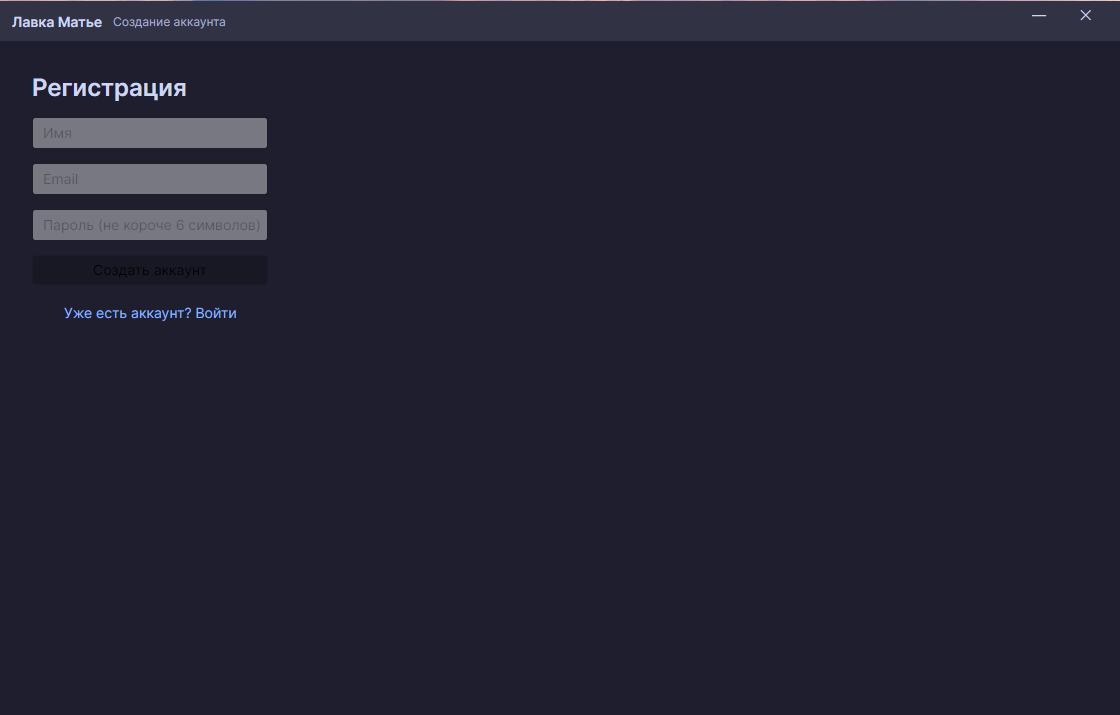 Лавка Матье Создание аккаунта
Регистрация
Имя
Email
Пароль (не короче 6 символов)
Создать аккаунт
Уже есть аккаунт? Войти